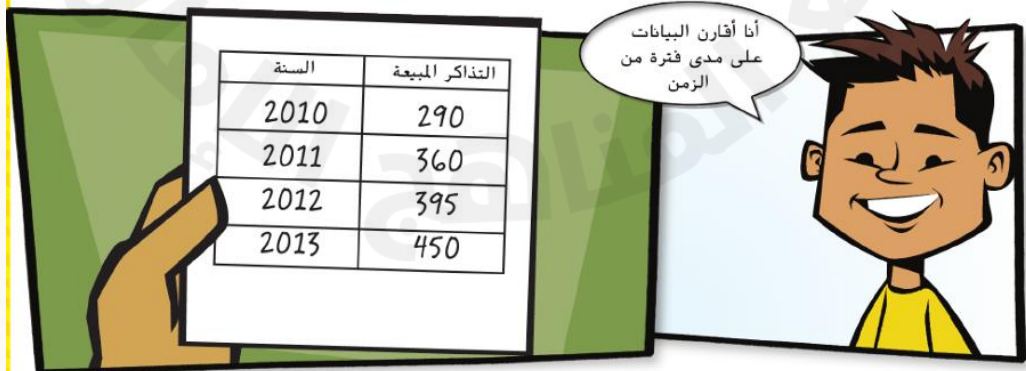 أنا أقارن البيانات
على مدى فترة من
الزمن
السنة التذاكر المبيعة
2010 290
2011 360
2012 395
2013 450